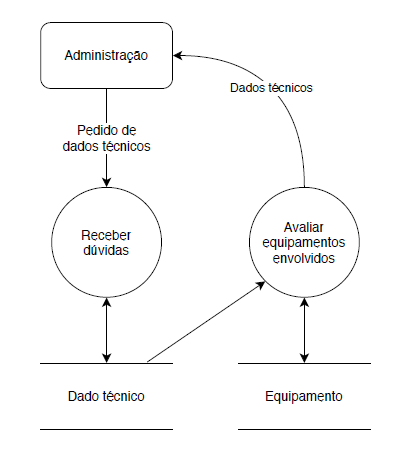 Administração
Dados técnicos
Pedido de
dados técnicos
Receber
dúvidas
Avaliar
equipamentos
envolvidos
Dado técnico
Equipamento